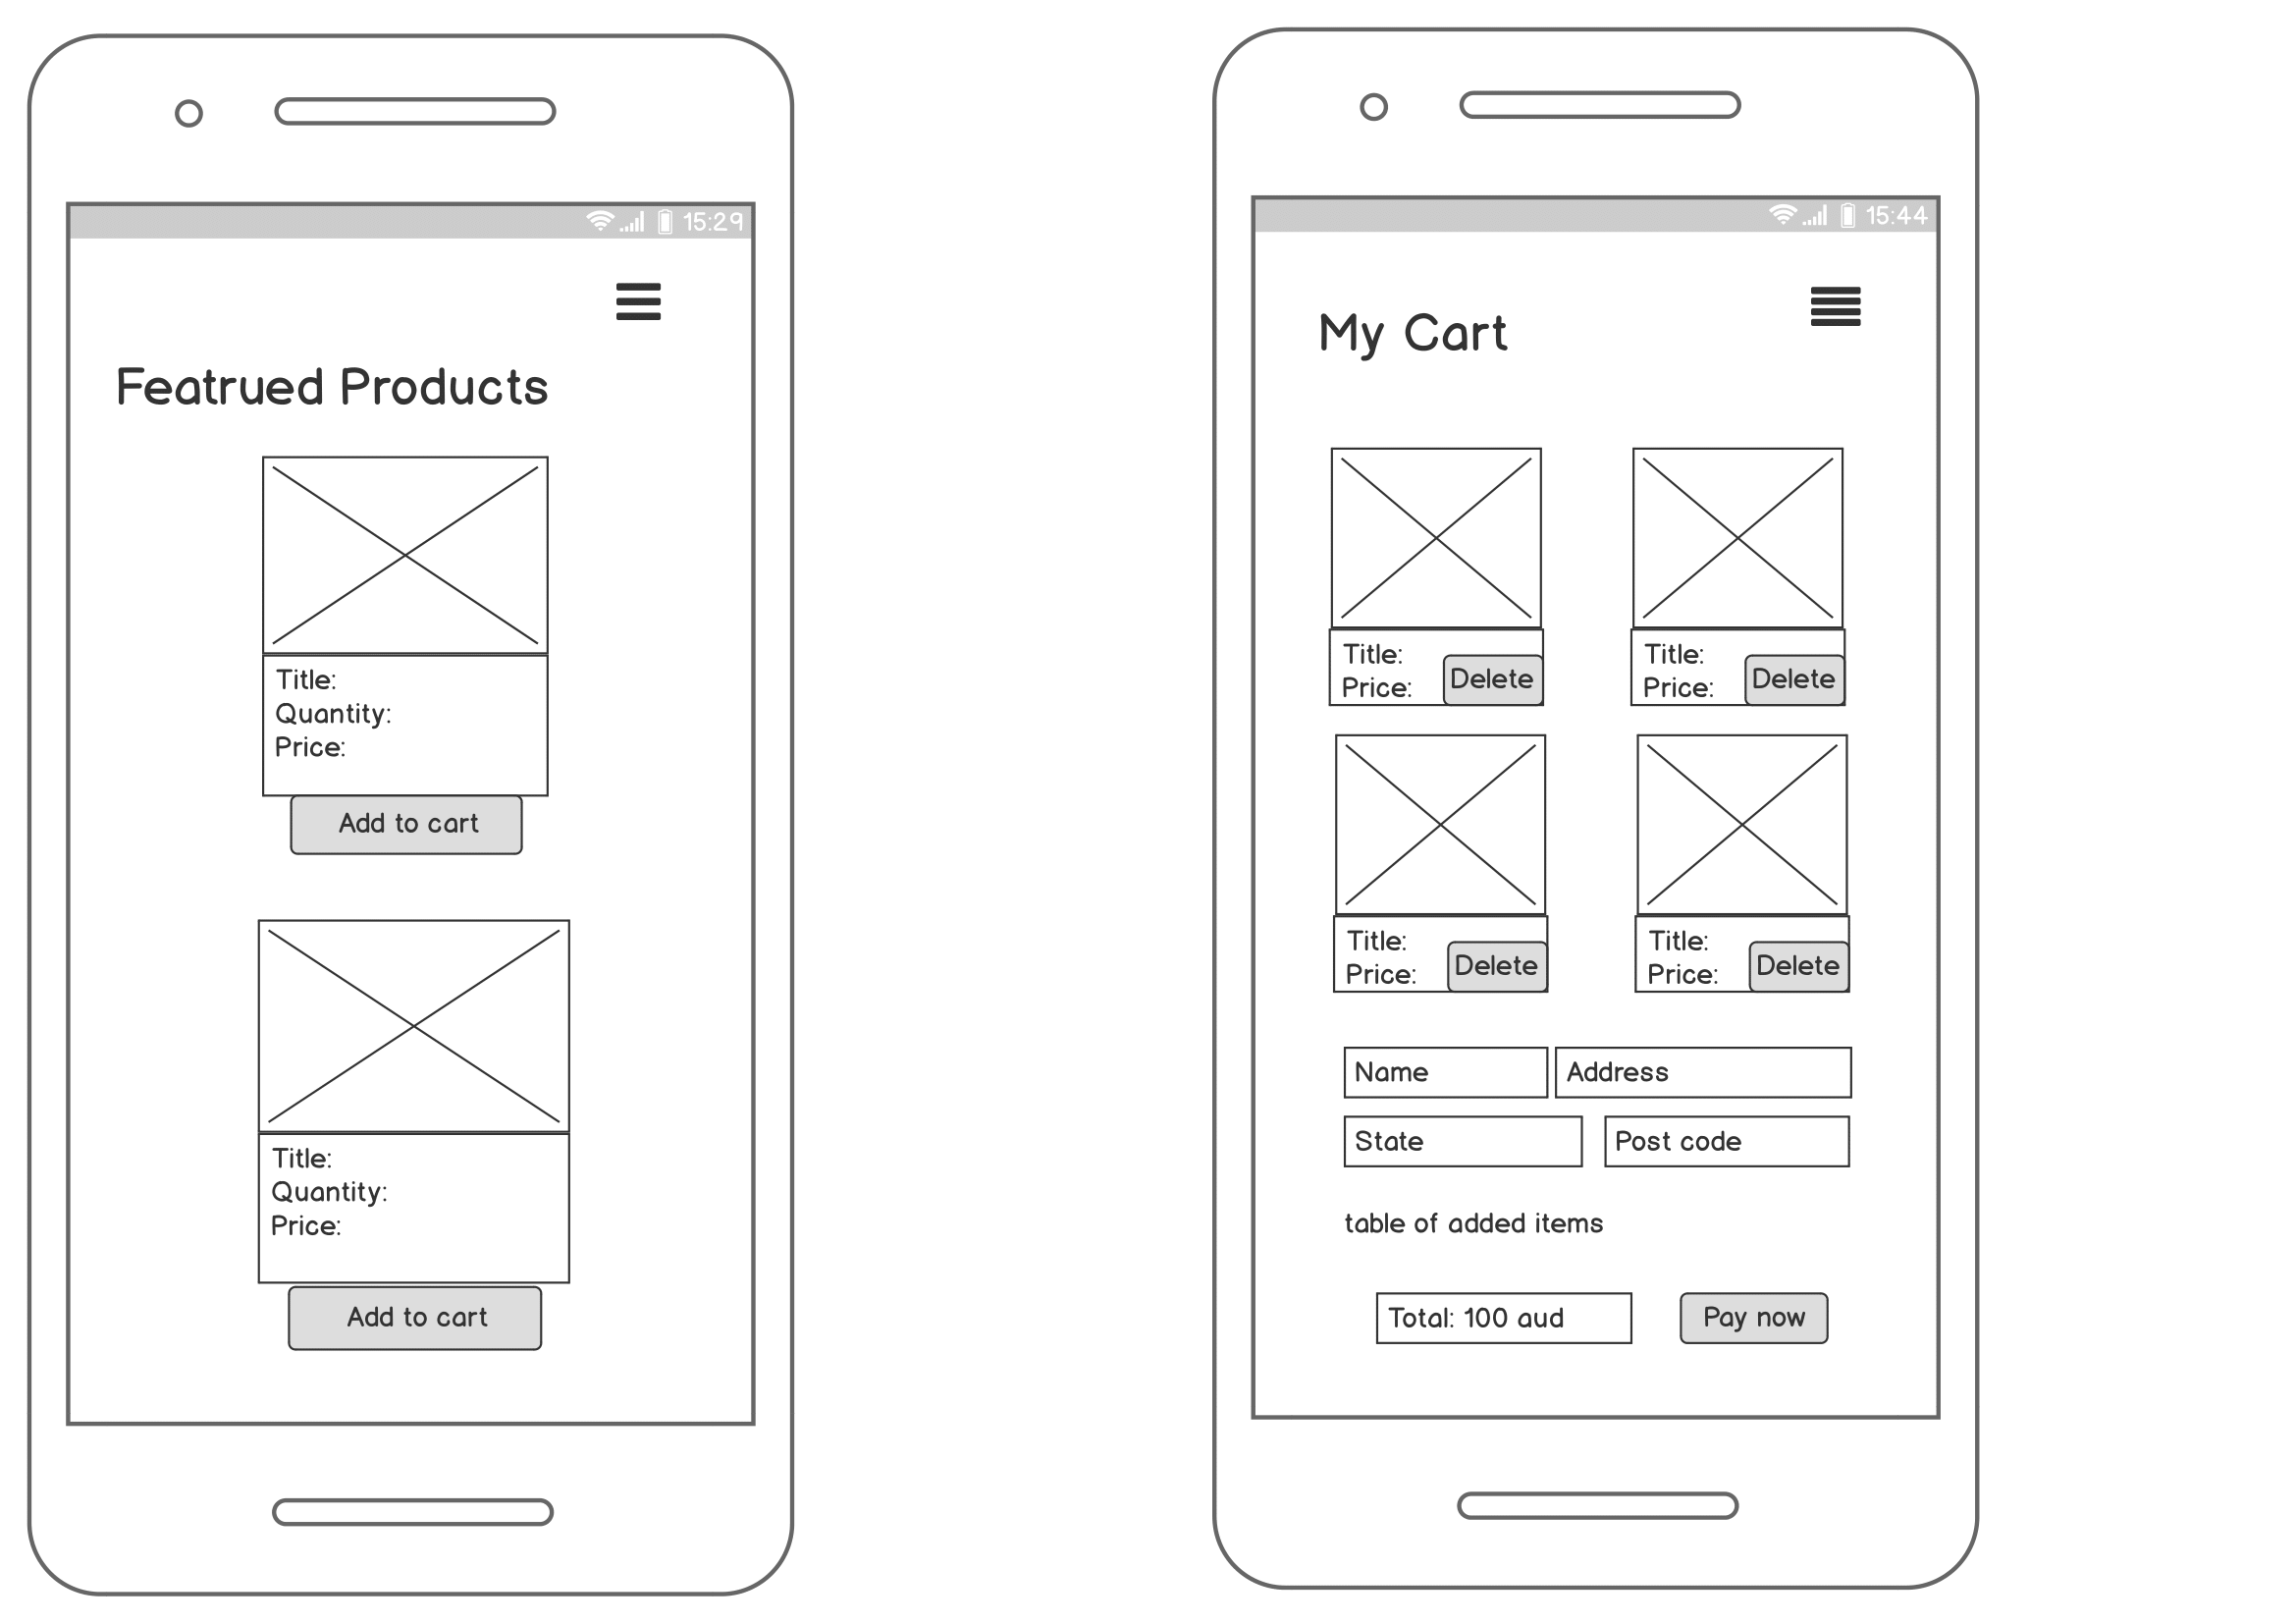 15:29
Featrued Products
Title:
Quantity:
Price:
Add to cart
Title:
Quantity:
Price:
Add to cart
15:44
My Cart
Title:
Price:
Delete
Title:
Price:
Delete
Title:
Price:
Delete
Title:
Price:
Delete
Name
Address
State
Post code
table of added items
Total: 100 aud
Pay now